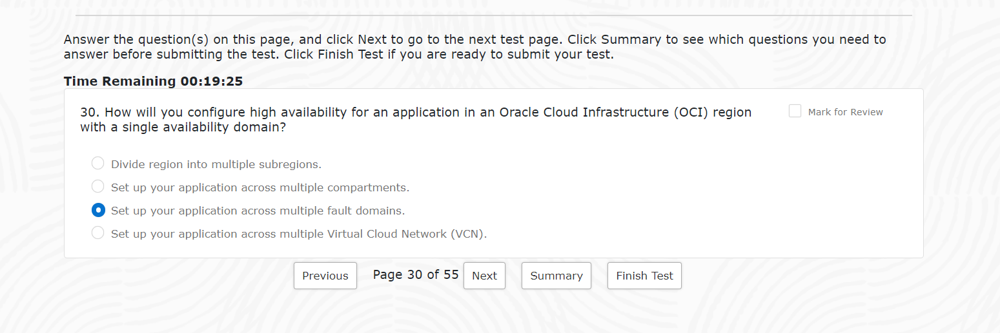 Answer the question(s) on this page, and click Next to go to the next test page. Click Summary to see which questions you need to
answer before submitting the test. Click Finish Test if you are ready to submit your test.
Time Remaining 00:19:25
30. How will you configure high availability for an application in an Oracle Cloud Infrastructure (OCI) region
with a single availability domain?
Mark for Review
Divide region into multiple subregions.
Set up your application across multiple compartments.
Set up your application across multiple fault domains.
Set up your application across multiple Virtual Cloud Network (VCN).
Previous Page 30 of 55 Next Summary Finish Test